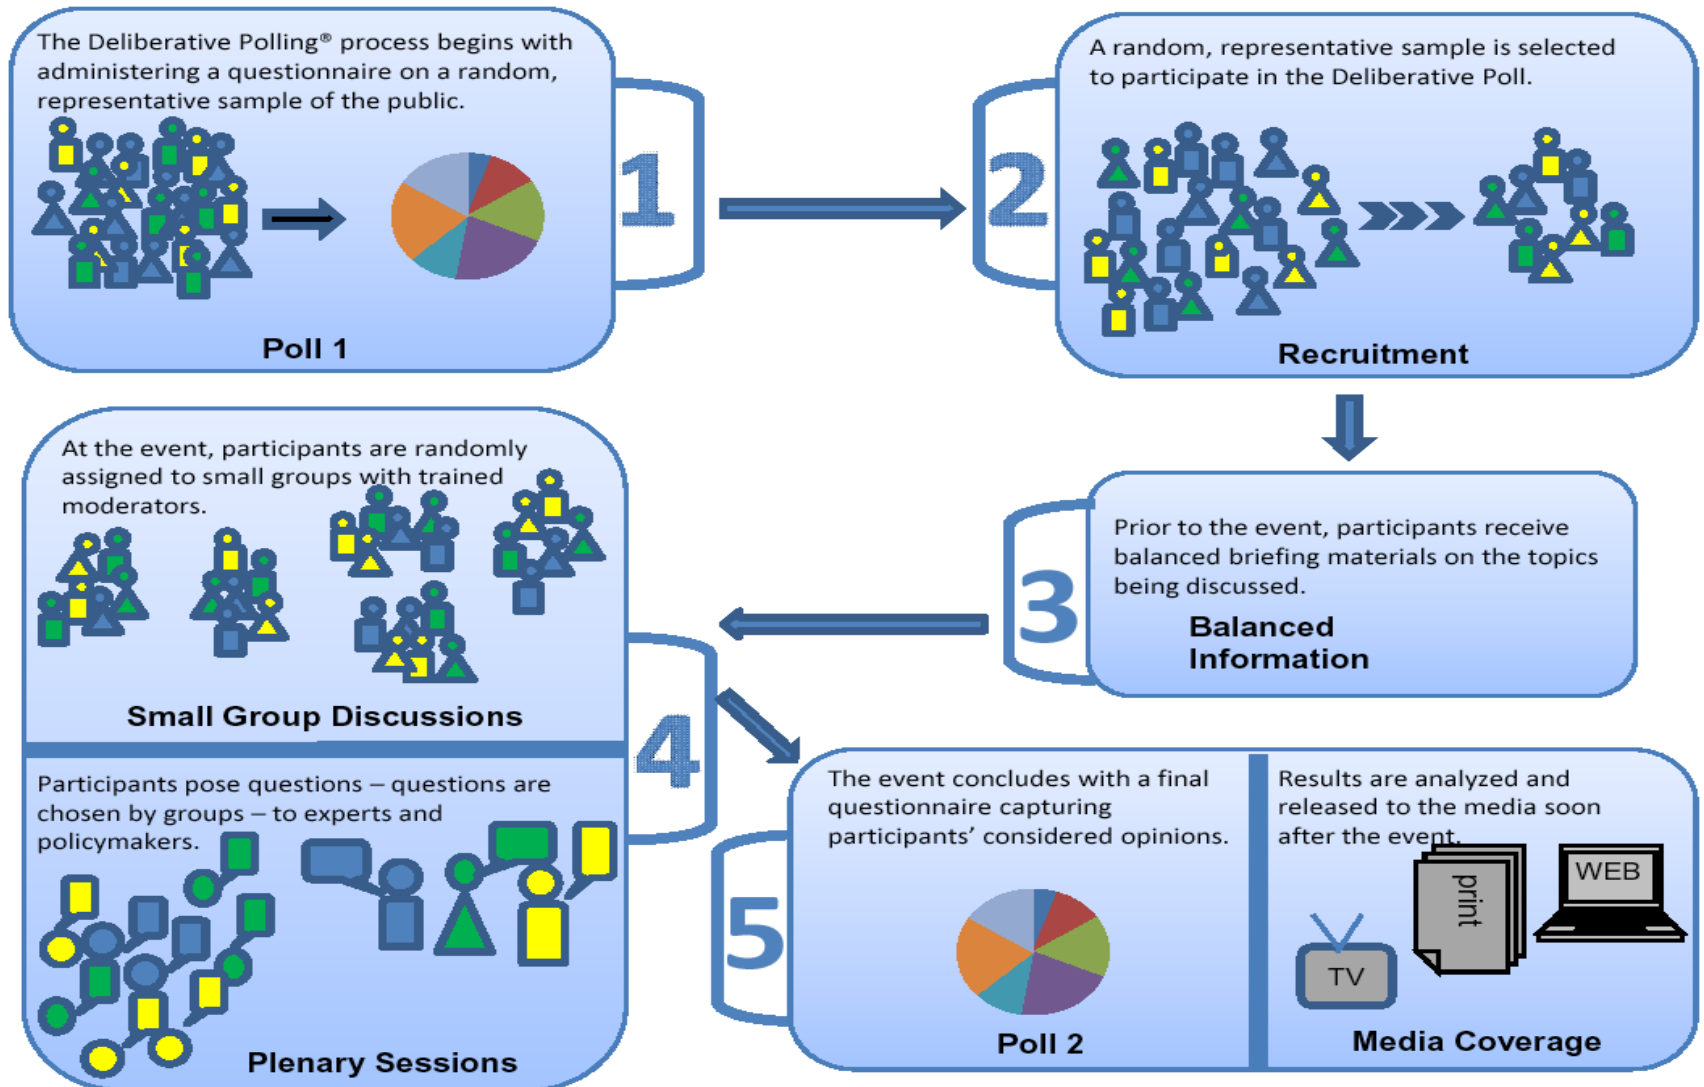 The Deliberative Polling® process begins with
administering a questionnaire on a random,
representative sample of the public.
1
Poll 1
A random, representative sample is selected
to participate in the Deliberative Poll.
2
Recruitment
Prior to the event, participants receive
balanced briefing materials on the topics
being discussed.
3
Balanced
Information
At the event, participants are randomly
assigned to small groups with trained
moderators.
Small Group Discussions
4
Participants pose questions – questions are
chosen by groups – to experts and
policymakers.
Plenary Sessions
5
The event concludes with a final
questionnaire capturing
participants’ considered opinions.
Poll 2
Results are analyzed and
released to the media soon
after the event.
print
WEB
TV
Media Coverage